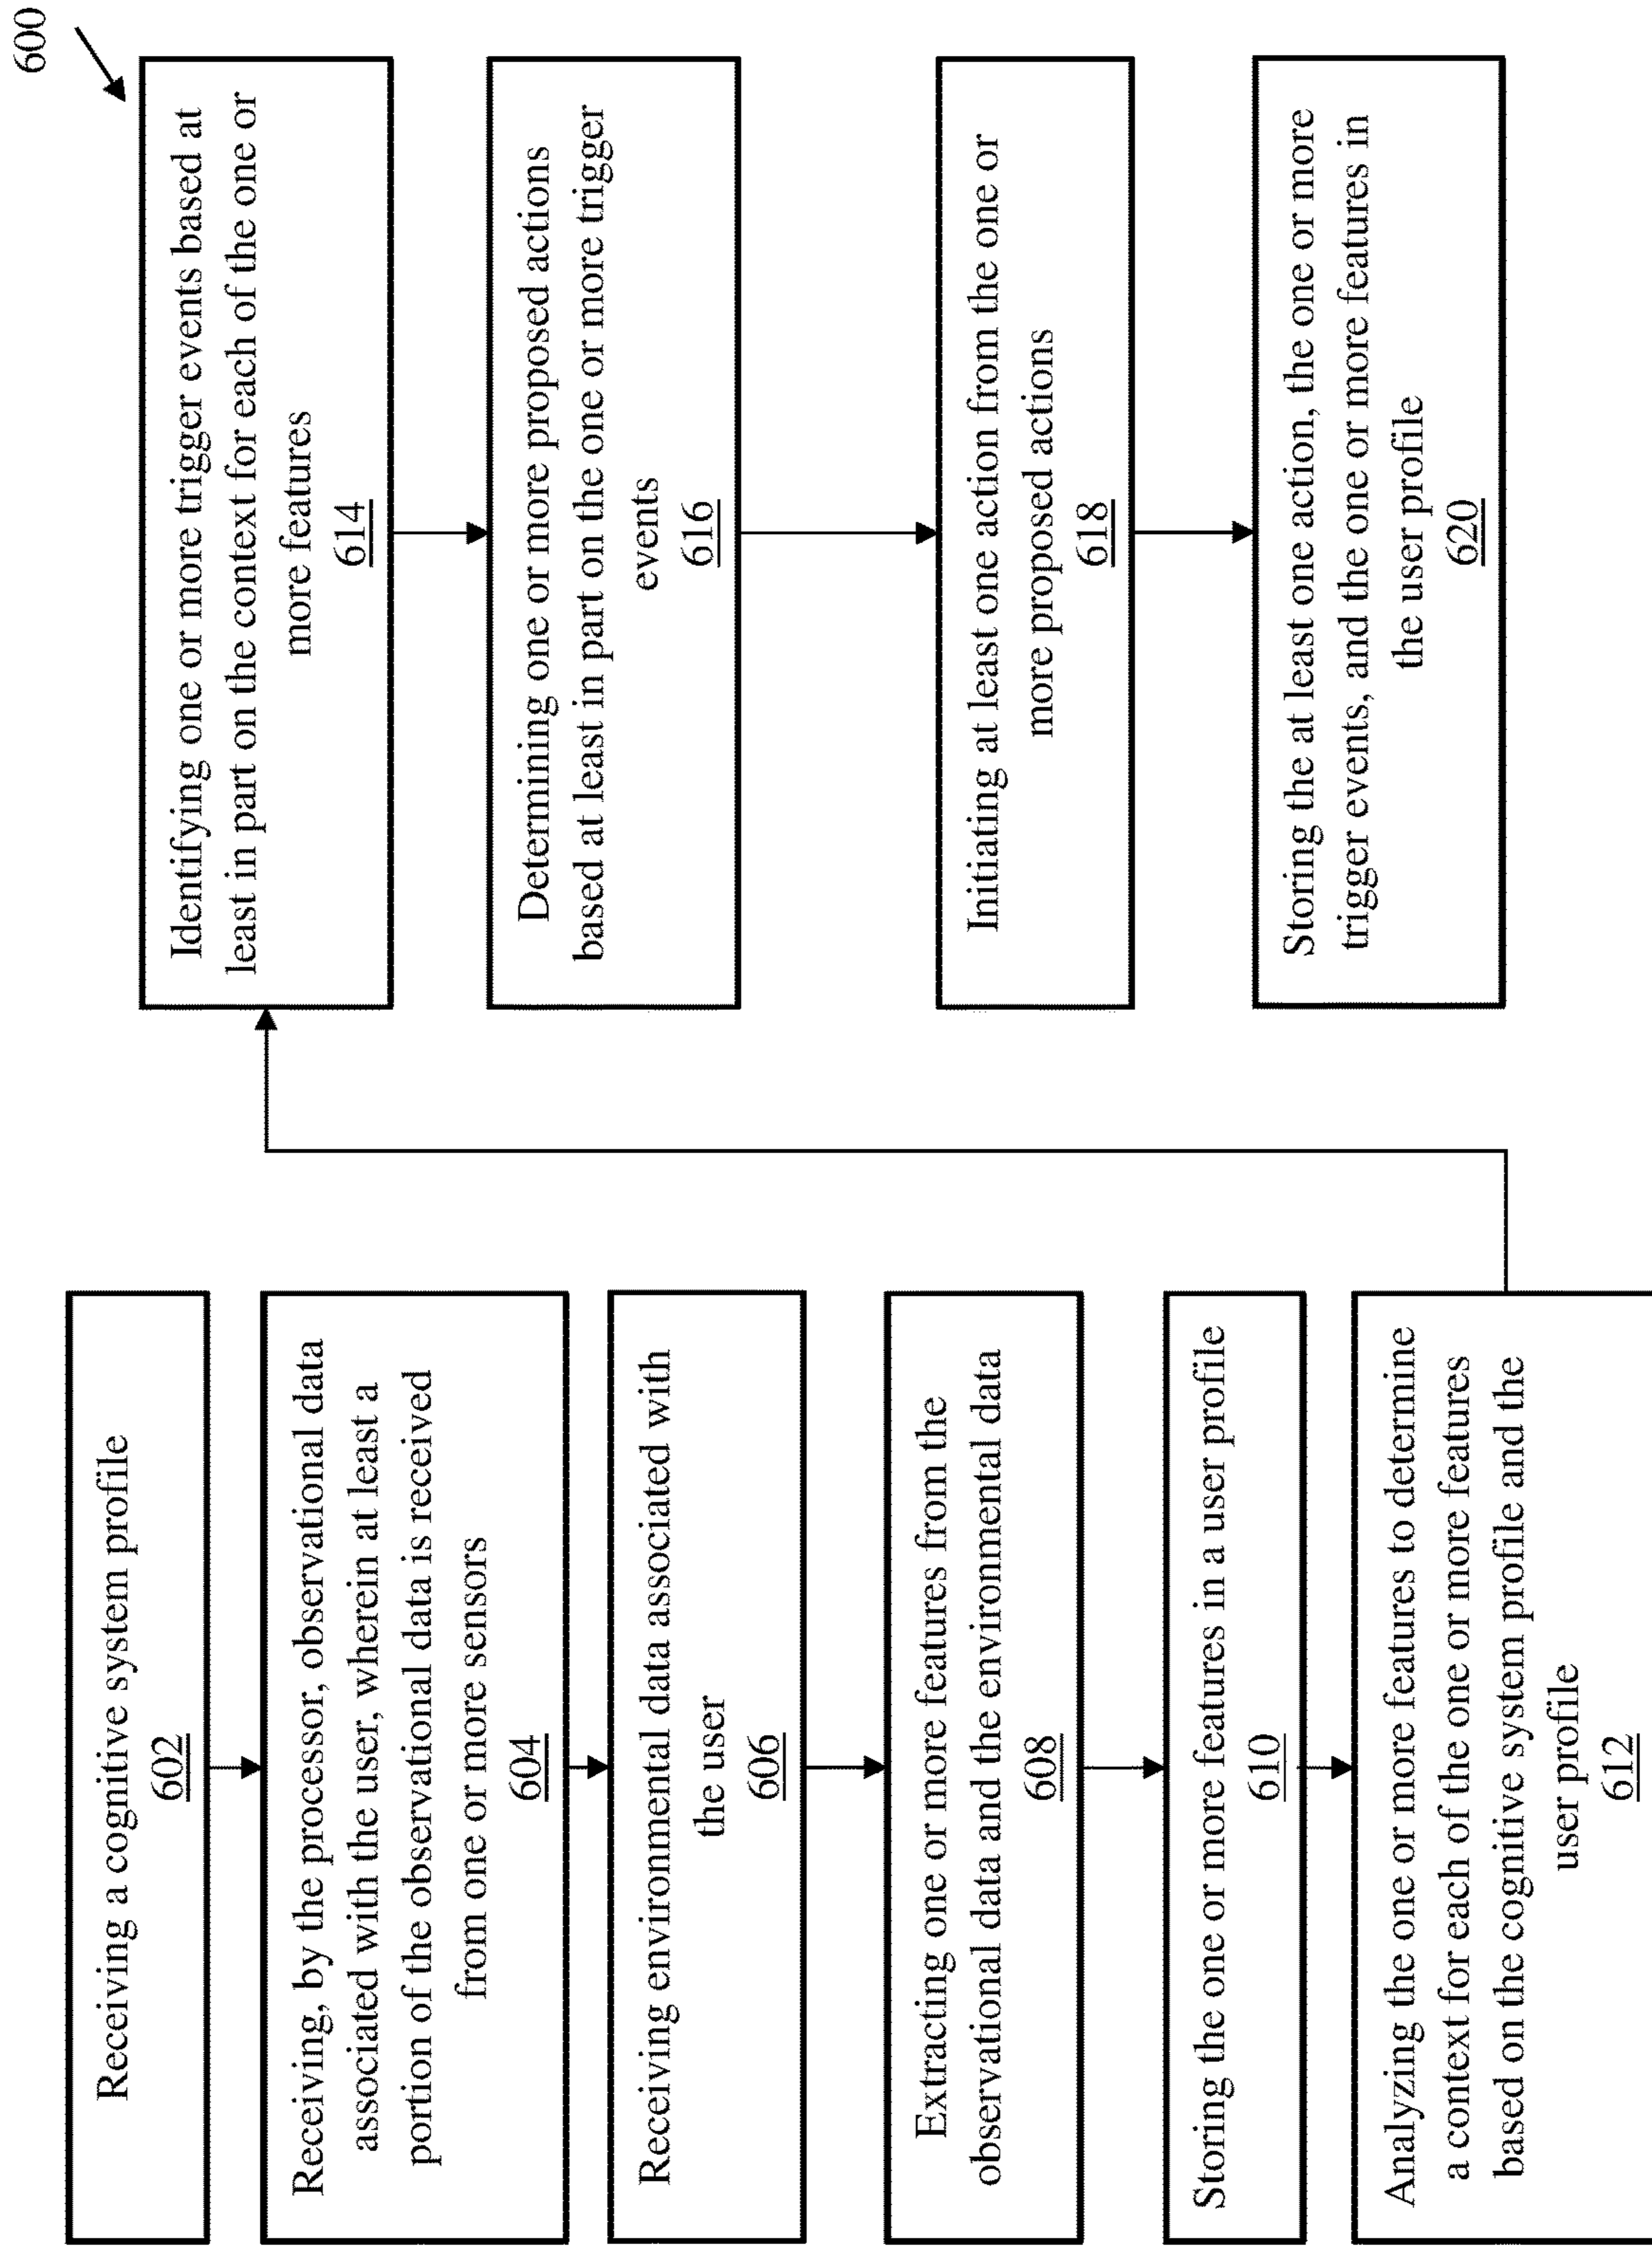 600
Receiving a cognitive system profile
602
Receiving, by the processor, observational data
associated with the user, wherein at least a
portion of the observational data is received
from one or more sensors
604
Receiving environmental data associated with
the user
606
Extracting one or more features from the
observational data and the environmental data
608
Storing the one or more features in a user profile
610
Analyzing the one or more features to determine
a context for each of the one or more features
based on the cognitive system profile and the
user profile
612
Identifying one or more trigger events based at
least in part on the context for each of the one or
more features
614
Determining one or more proposed actions
based at least in part on the one or more trigger
events
616
Initiating at least one action from the one or
more proposed actions
618
Storing the at least one action, the one or more
trigger events, and the one or more features in
the user profile
620